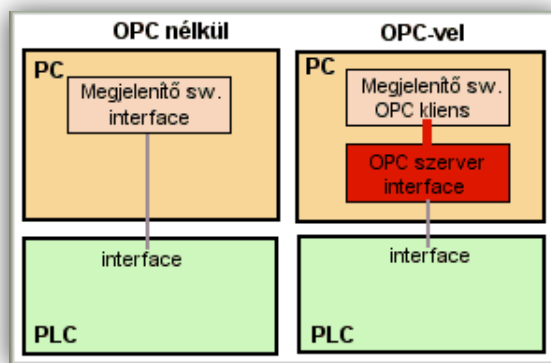 OPC nélkül
PC
Megjelenítő sw.
interface
interface
PLC
OPC-vel
PC
Megjelenítő sw.
OPC kliens
OPC szerver
interface
interface
PLC